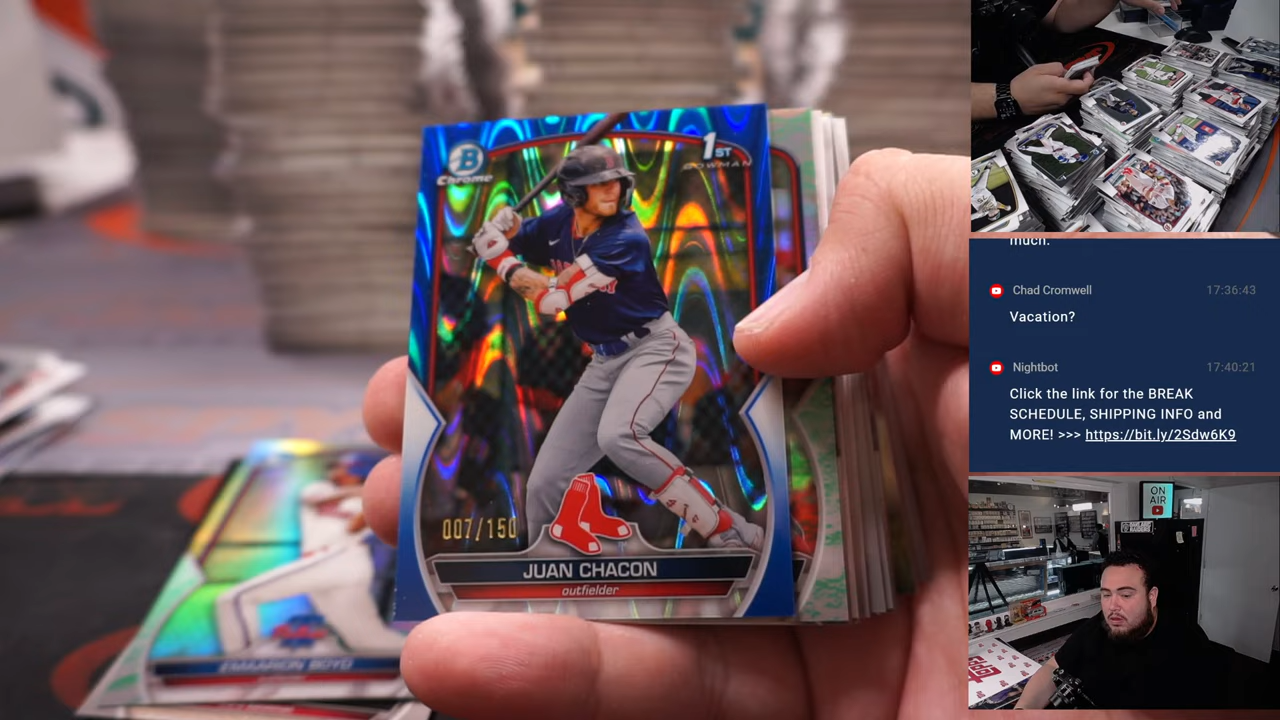 B
Chrome
1ST
BOWMAN
007/150
JUAN CHACON
outfielder
EMAARION BOYD
much.
Chad Cromwell 17:36:43
Vacation?
Nightbot 17:40:21
Click the link for the BREAK
SCHEDULE, SHIPPING INFO and
MORE! >>> https://bit.ly/2Sdw6K9
ON
AIR